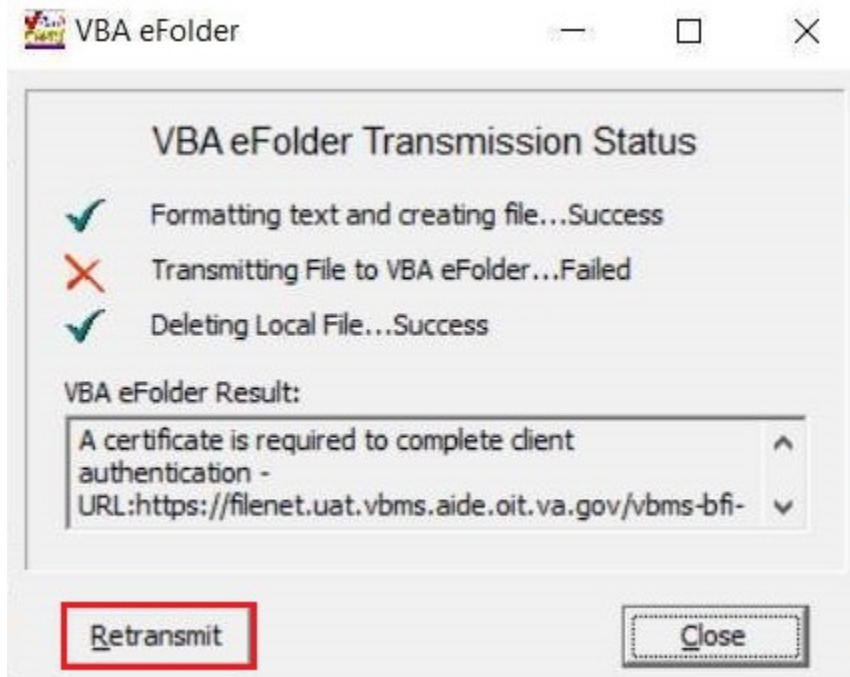 VBA eFolder
VBA eFolder Transmission Status
Formatting text and creating file...Success
Transmitting File to VBA eFolder...Failed
Deleting Local File...Success
VBA eFolder Result:
A certificate is required to complete client
authentication -
URL:https://filenet.uat.vbms.aide.oit.va.gov/vbms-bfi-
Retransmit
Close